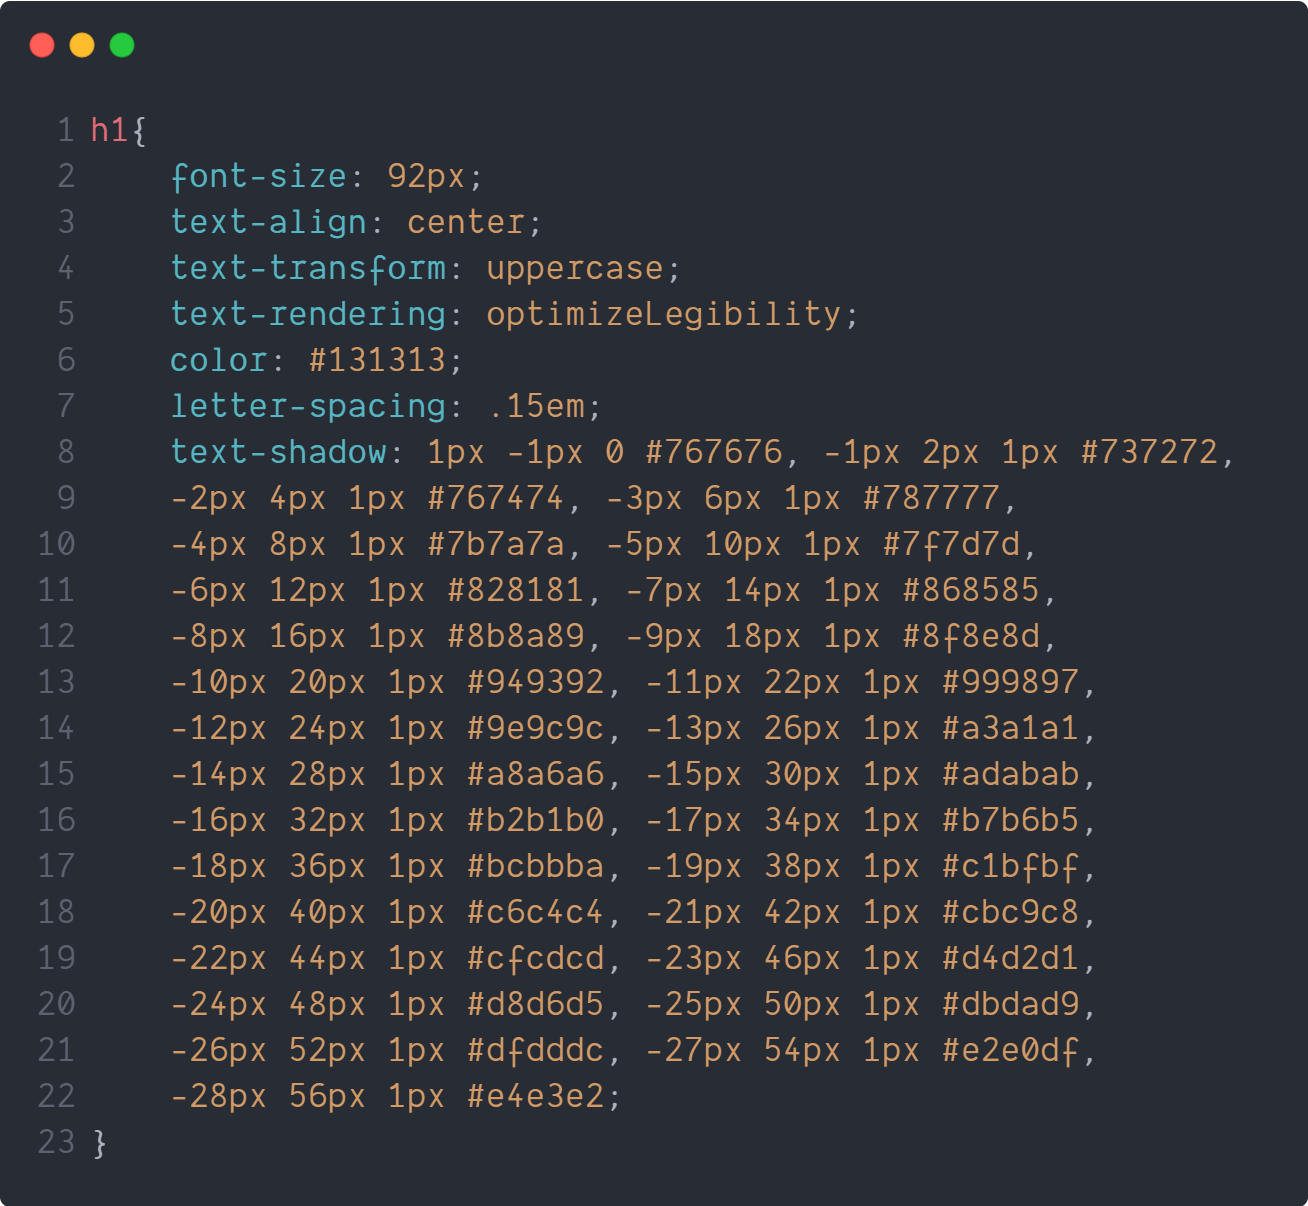 1 h1{
2 font-size: 92px;
3 text-align: center;
4 text-transform: uppercase;
5 text-rendering: optimizeLegibility;
6 color: #131313;
7 letter-spacing: .15em;
8 text-shadow: 1px -1px 0 #767676, -1px 2px 1px #737272,
9 -2px 4px 1px #767474, -3px 6px 1px #787777,
10 -4px 8px 1px #7b7a7a, -5px 10px 1px #7f7d7d,
11 -6px 12px 1px #828181, -7px 14px 1px #868585,
12 -8px 16px 1px #8b8a89, -9px 18px 1px #8f8e8d,
13 -10px 20px 1px #949392, -11px 22px 1px #999897,
14 -12px 24px 1px #9e9c9c, -13px 26px 1px #a3a1a1,
15 -14px 28px 1px #a8a6a6, -15px 30px 1px #adabab,
16 -16px 32px 1px #b2b1b0, -17px 34px 1px #b7b6b5,
17 -18px 36px 1px #bcbbba, -19px 38px 1px #c1bfbf,
18 -20px 40px 1px #c6c4c4, -21px 42px 1px #cbc9c8,
19 -22px 44px 1px #cfcdcd, -23px 46px 1px #d4d2d1,
20 -24px 48px 1px #d8d6d5, -25px 50px 1px #dbdad9,
21 -26px 52px 1px #dfdddc, -27px 54px 1px #e2e0df,
22 -28px 56px 1px #e4e3e2;
23 }